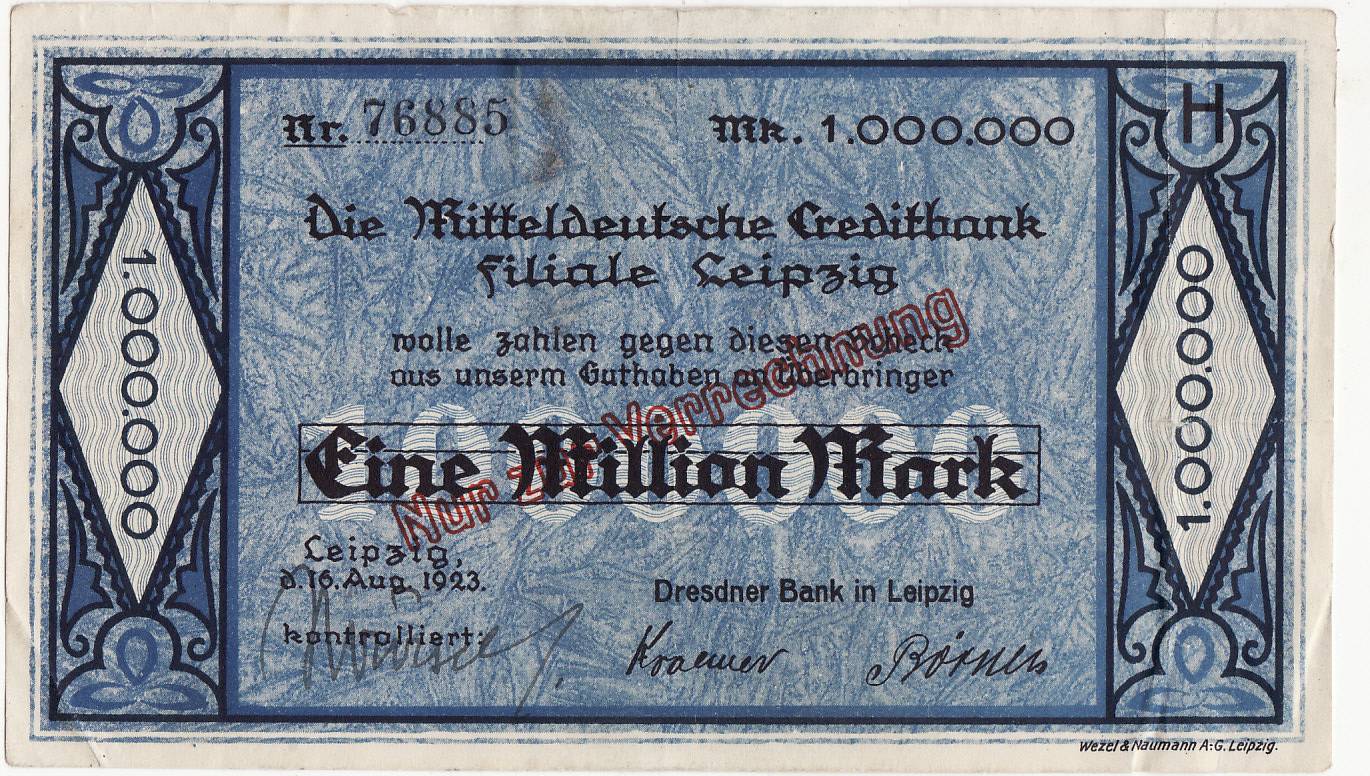 Nr. 76885
Mk. 1.000.000
H
Die Mitteldeutsche Creditbank
Filiale Leipzig
wolle zahlen gegen diesen Scheck
aus unserm Guthaben an Überbringer
Nur zur Verrechnung
1000000
Eine Million Mark
1.000.000
1.000.000
Leipzig,
d. 16. Aug. 1923.
Dresdner Bank in Leipzig
kontrolliert:
Kraemer
Wezel & Naumann A.-G. Leipzig.